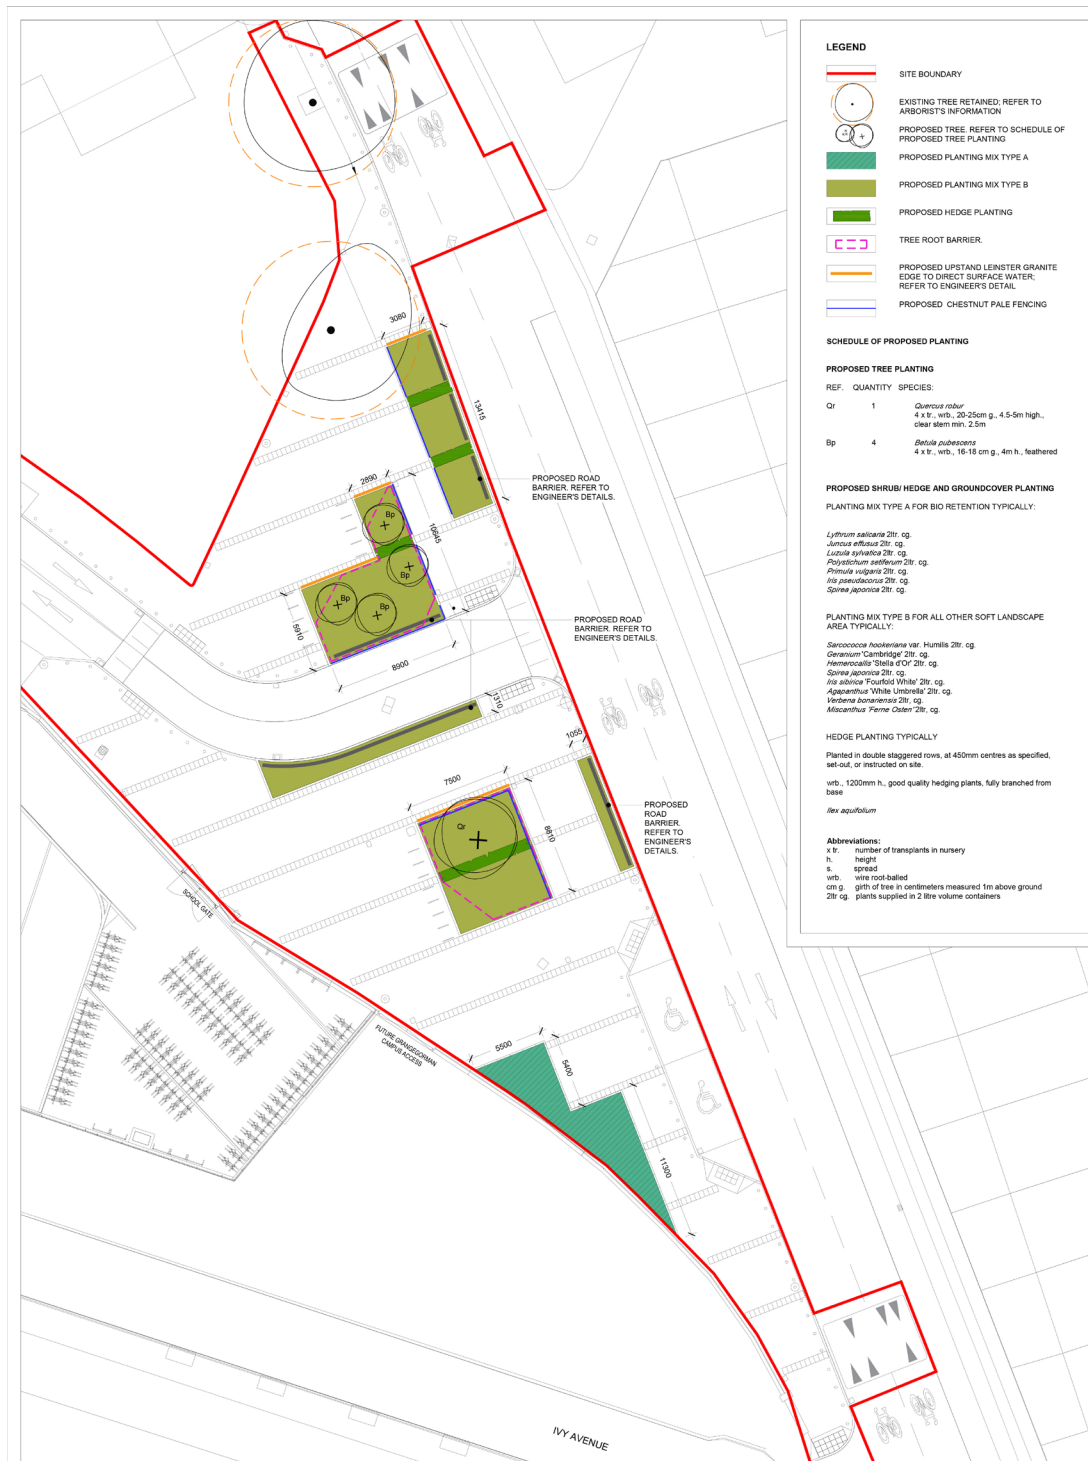 LEGEND
SITE BOUNDARY
EXISTING TREE RETAINED; REFER TO
ARBORIST'S INFORMATION
PROPOSED TREE. REFER TO SCHEDULE OF
PROPOSED TREE PLANTING
PROPOSED PLANTING MIX TYPE A
PROPOSED PLANTING MIX TYPE B
PROPOSED HEDGE PLANTING
TREE ROOT BARRIER.
PROPOSED UPSTAND LEINSTER GRANITE
EDGE TO DIRECT SURFACE WATER;
REFER TO ENGINEER'S DETAIL
PROPOSED CHESTNUT PALE FENCING
SCHEDULE OF PROPOSED PLANTING
PROPOSED TREE PLANTING
REF. QUANTITY SPECIES:
Qr 1 Quercus robur
4 x tr., wrb., 20-25cm g., 4.5-5m high.,
clear stem min. 2.5m
Bp 4 Betula pubescens
4 x tr., wrb., 16-18 cm g., 4m h., feathered
PROPOSED SHRUB/ HEDGE AND GROUNDCOVER PLANTING
PLANTING MIX TYPE A FOR BIO RETENTION TYPICALLY:
Lythrum salicaria 2ltr. cg.
Juncus effusus 2ltr. cg.
Luzula sylvatica 2ltr. cg.
Polystichum setiferum 2ltr. cg.
Primula vulgaris 2ltr. cg.
Iris pseudacorus 2ltr. cg.
Spirea japonica 2ltr. cg.
PLANTING MIX TYPE B FOR ALL OTHER SOFT LANDSCAPE
AREA TYPICALLY:
Sarcococca hookeriana var. Humilis 2ltr. cg.
Geranium 'Cambridge' 2ltr. cg.
Hemerocallis 'Stella d'Or' 2ltr. cg.
Spirea japonica 2ltr. cg.
Iris sibirica 'Fourfold White' 2ltr. cg.
Agapanthus 'White Umbrella' 2ltr. cg.
Verbena bonariensis 2ltr, cg.
Miscanthus 'Ferne Osten' 2ltr, cg.
HEDGE PLANTING TYPICALLY
Planted in double staggered rows, at 450mm centres as specified,
set-out, or instructed on site.
wrb., 1200mm h., good quality hedging plants, fully branched from
base
Ilex aquifolium
Abbreviations:
x tr. number of transplants in nursery
h. height
s. spread
wrb. wire root-balled
cm g. girth of tree in centimeters measured 1m above ground
2ltr cg. plants supplied in 2 litre volume containers
3080
13415
PROPOSED ROAD
BARRIER. REFER TO
ENGINEER'S DETAILS.
2890
10645
Bp
Bp
Bp
Bp
5910
8900
PROPOSED ROAD
BARRIER. REFER TO
ENGINEER'S DETAILS.
1310
1055
7500
Qr
8810
PROPOSED
ROAD
BARRIER.
REFER TO
ENGINEER'S
DETAILS.
SCHOOL GATE
FUTURE GRANGEGORMAN
CAMPUS ACCESS
5500
5400
11300
IVY AVENUE